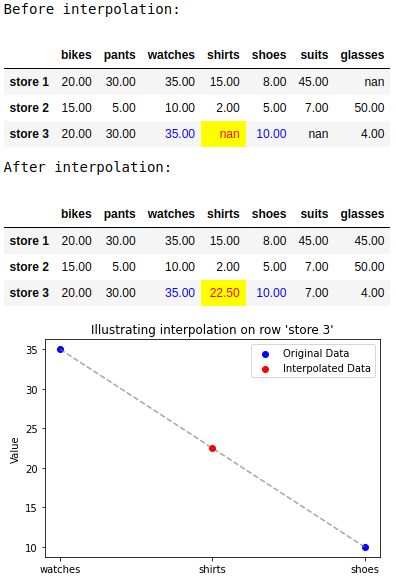 Before interpolation:
bikes pants watches shirts shoes suits glasses
store 1 20.00 30.00 35.00 15.00 8.00 45.00 nan
store 2 15.00 5.00 10.00 2.00 5.00 7.00 50.00
store 3 20.00 30.00 35.00 nan 10.00 nan 4.00
After interpolation:
bikes pants watches shirts shoes suits glasses
store 1 20.00 30.00 35.00 15.00 8.00 45.00 45.00
store 2 15.00 5.00 10.00 2.00 5.00 7.00 50.00
store 3 20.00 30.00 35.00 22.50 10.00 7.00 4.00
Illustrating interpolation on row 'store 3'
Original Data
Interpolated Data
Value
35
30
25
20
15
10
watches shirts shoes